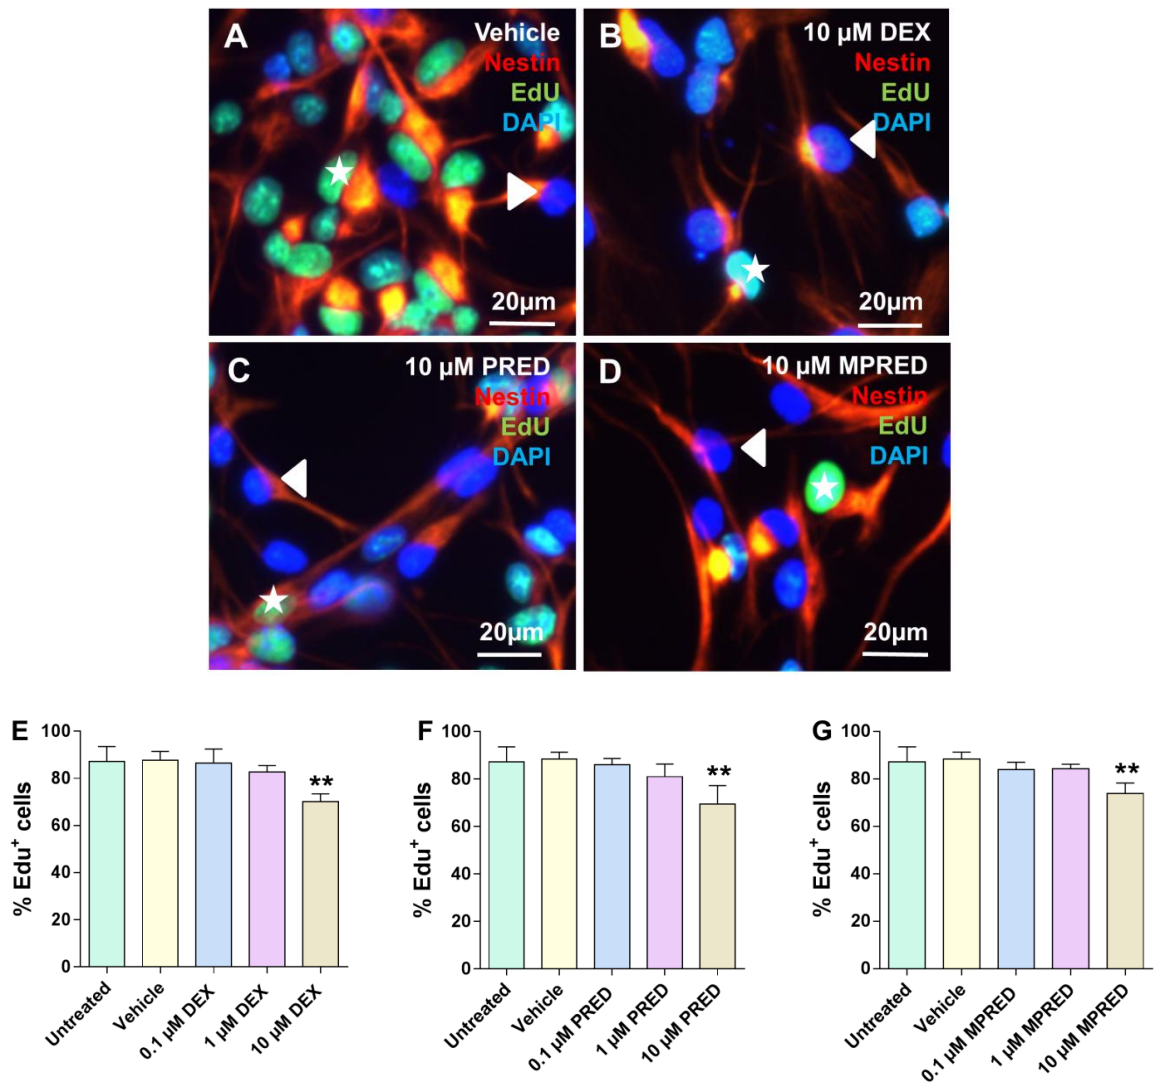 A
Vehicle
Nestin
EdU
DAPI
20µm
B
10 µM DEX
Nestin
EdU
DAPI
20µm
C
10 µM PRED
Nestin
EdU
DAPI
20µm
D
10 µM MPRED
Nestin
EdU
DAPI
20µm
E
% Edu⁺ cells
100
80
60
40
20
0
**
Untreated
Vehicle
0.1 µM DEX
1 µM DEX
10 µM DEX
F
% Edu⁺ cells
100
80
60
40
20
0
**
Untreated
Vehicle
0.1 µM PRED
1 µM PRED
10 µM PRED
G
% Edu⁺ cells
100
80
60
40
20
0
**
Untreated
Vehicle
0.1 µM MPRED
1 µM MPRED
10 µM MPRED